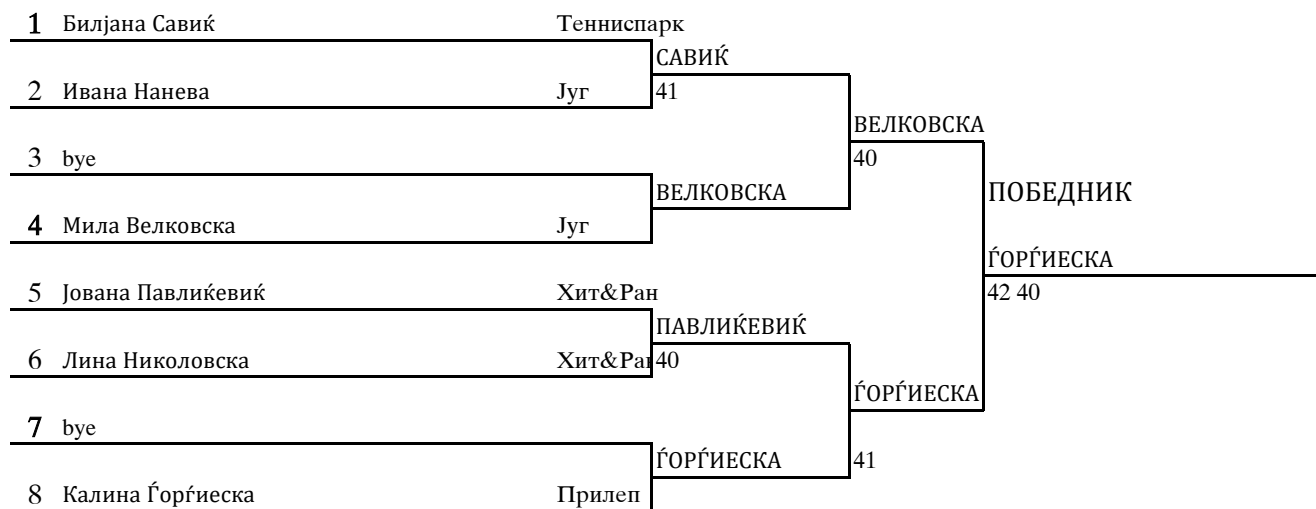 1 Билјана Савиќ Тенниспарк
САВИЌ
2 Ивана Нанева Југ 41
ВЕЛКОВСКА
3 bye 40
ВЕЛКОВСКА ПОБЕДНИК
4 Мила Велковска Југ
ЃОРЃИЕСКА
5 Јована Павлиќевиќ Хит&Ран 42 40
ПАВЛИЌЕВИЌ
6 Лина Николовска Хит&Ран 40
ЃОРЃИЕСКА
7 bye
ЃОРЃИЕСКА 41
8 Калина Ѓорѓиеска Прилеп